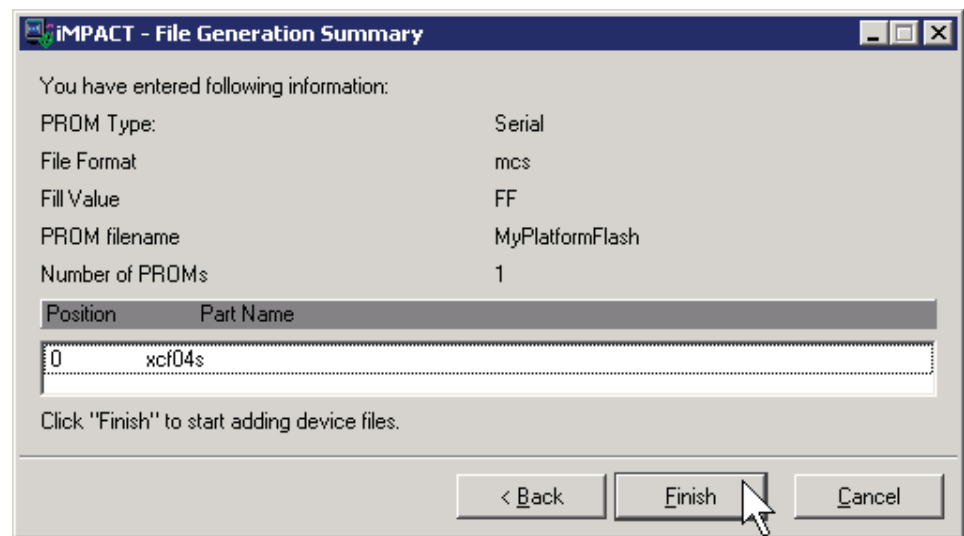 iMPACT - File Generation Summary
You have entered following information:
PROM Type: Serial
File Format mcs
Fill Value FF
PROM filename MyPlatformFlash
Number of PROMs 1
Position Part Name
0 xcf04s
Click "Finish" to start adding device files.
< Back Finish Cancel